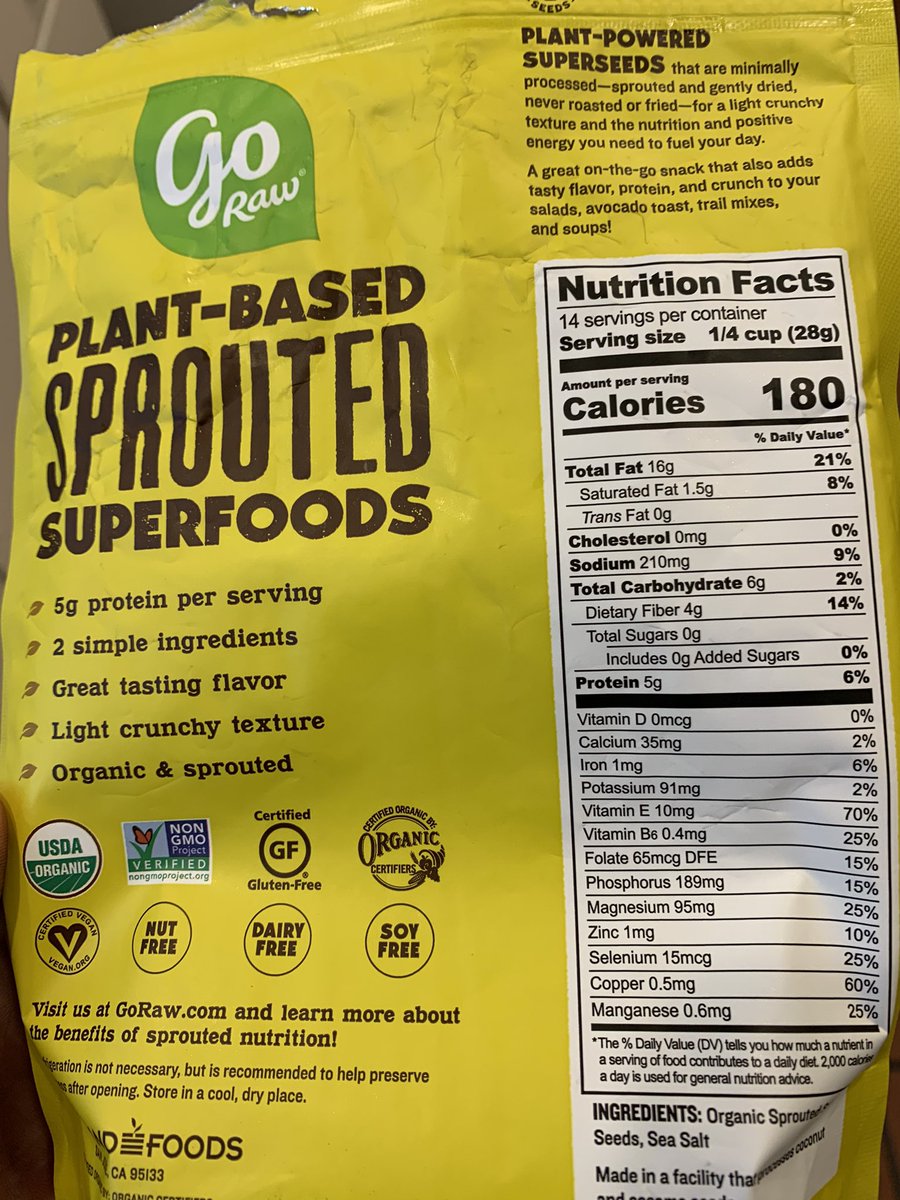 SEEDS
go
Raw®
PLANT-BASED
SPROUTED
SUPERFOODS
5g protein per serving
2 simple ingredients
Great tasting flavor
Light crunchy texture
Organic & sprouted
USDA
ORGANIC
NON
GMO
Project
VERIFIED
nongmoproject.org
Certified
GF
®
Gluten-Free
CERTIFIED ORGANIC BY:
ORGANIC
CERTIFIERS
CERTIFIED VEGAN
VEGAN.ORG
NUT
FREE
DAIRY
FREE
SOY
FREE
Visit us at GoRaw.com and learn more about
the benefits of sprouted nutrition!
is not necessary, but is recommended to help preserve
after opening. Store in a cool, dry place.
FOODS
CA 95133
ORGANIC
PLANT-POWERED
SUPERSEEDS that are minimally
processed—sprouted and gently dried,
never roasted or fried—for a light crunchy
texture and the nutrition and positive
energy you need to fuel your day.
A great on-the-go snack that also adds
tasty flavor, protein, and crunch to your
salads, avocado toast, trail mixes,
and soups!
Nutrition Facts
14 servings per container
Serving size 1/4 cup (28g)
Amount per serving
Calories 180
% Daily Value*
Total Fat 16g 21%
Saturated Fat 1.5g 8%
Trans Fat 0g
Cholesterol 0mg 0%
Sodium 210mg 9%
Total Carbohydrate 6g 2%
Dietary Fiber 4g 14%
Total Sugars 0g
Includes 0g Added Sugars 0%
Protein 5g 6%
Vitamin D 0mcg 0%
Calcium 35mg 2%
Iron 1mg 6%
Potassium 91mg 2%
Vitamin E 10mg 70%
Vitamin B6 0.4mg 25%
Folate 65mcg DFE 15%
Phosphorus 189mg 15%
Magnesium 95mg 25%
Zinc 1mg 10%
Selenium 15mcg 25%
Copper 0.5mg 60%
Manganese 0.6mg 25%
*The % Daily Value (DV) tells you how much a nutrient in
a serving of food contributes to a daily diet. 2,000 calorie
a day is used for general nutrition advice.
INGREDIENTS: Organic Sprouted
Seeds, Sea Salt
Made in a facility that processes coconut
and sesame seeds